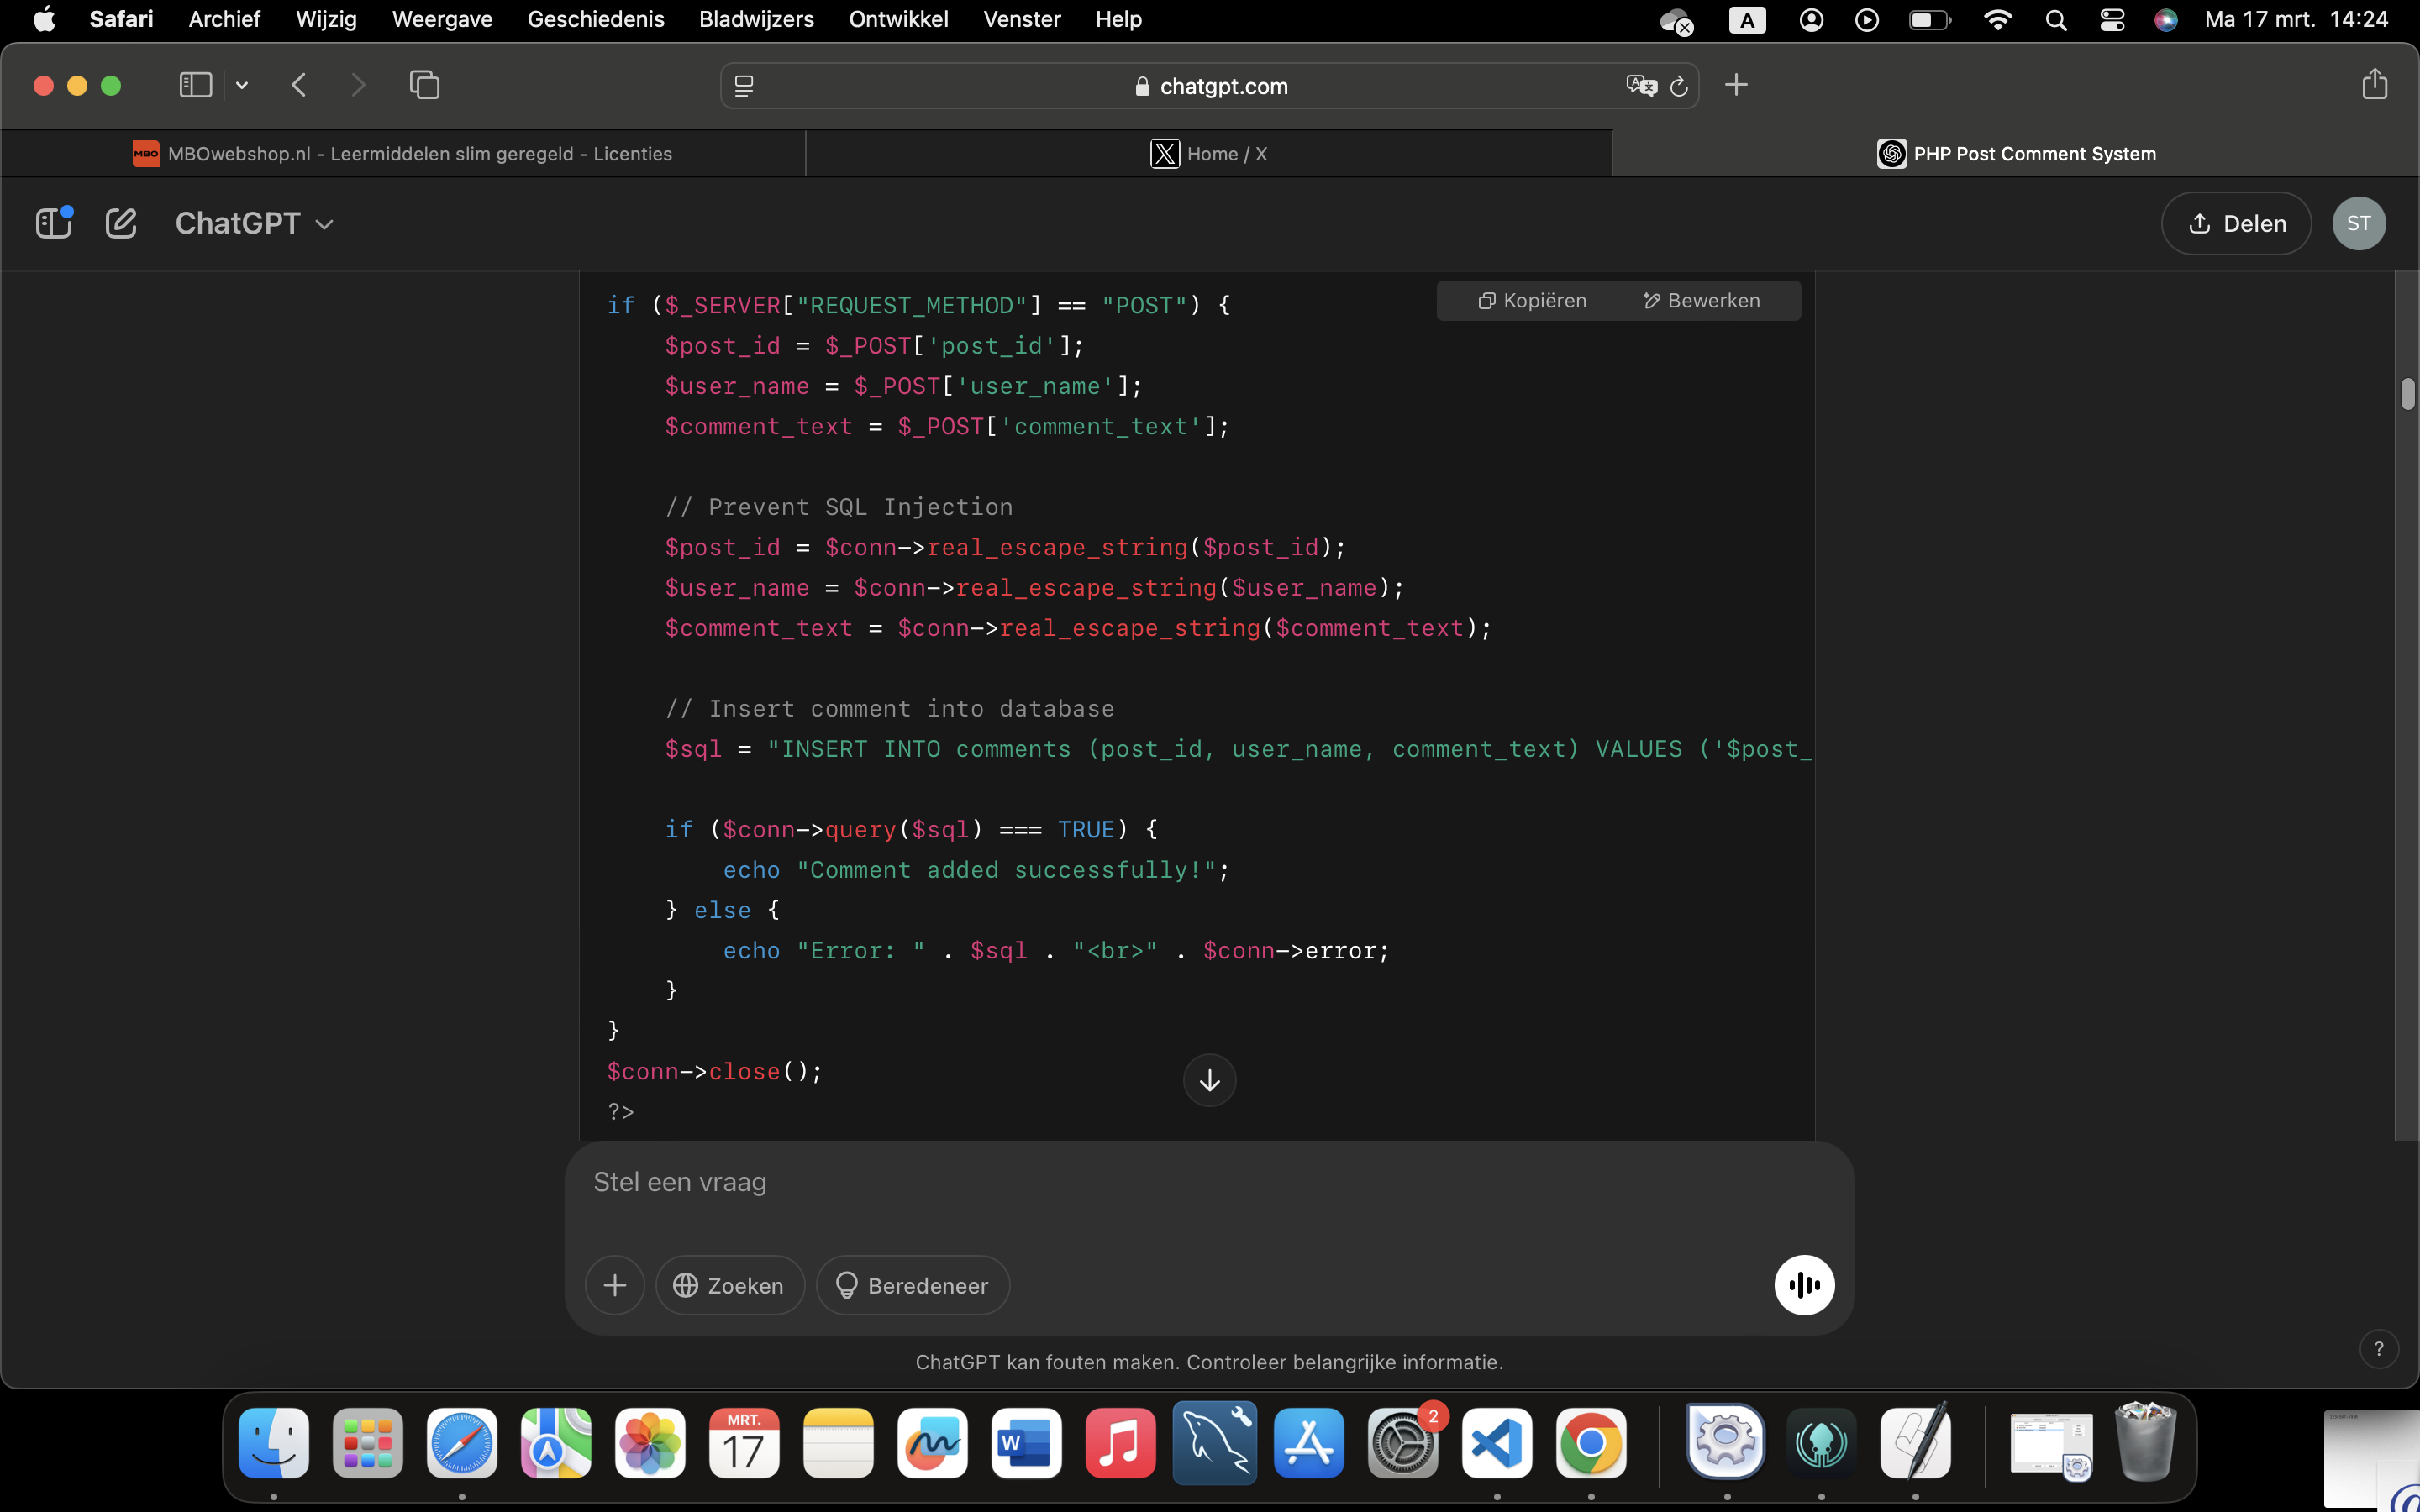 Safari Archief Wijzig Weergave Geschiedenis Bladwijzers Ontwikkel Venster Help A Ma 17 mrt. 14:24
chatgpt.com
MBO MBOwebshop.nl - Leermiddelen slim geregeld - Licenties
Home / X
PHP Post Comment System
ChatGPT
Delen
ST
Kopiëren Bewerken
if ($_SERVER["REQUEST_METHOD"] == "POST") {
$post_id = $_POST['post_id'];
$user_name = $_POST['user_name'];
$comment_text = $_POST['comment_text'];
// Prevent SQL Injection
$post_id = $conn->real_escape_string($post_id);
$user_name = $conn->real_escape_string($user_name);
$comment_text = $conn->real_escape_string($comment_text);
// Insert comment into database
$sql = "INSERT INTO comments (post_id, user_name, comment_text) VALUES ('$post_
if ($conn->query($sql) === TRUE) {
echo "Comment added successfully!";
} else {
echo "Error: " . $sql . "<br>" . $conn->error;
}
}
$conn->close();
?>
Stel een vraag
Zoeken
Beredeneer
ChatGPT kan fouten maken. Controleer belangrijke informatie.
?
MRT.
17
W
2